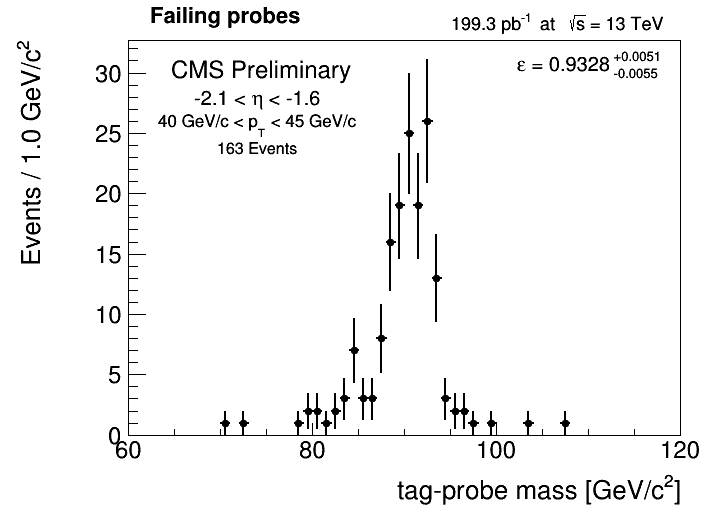 Failing probes
199.3 pb⁻¹ at √s = 13 TeV
CMS Preliminary
-2.1 < η < -1.6
40 GeV/c < p_T < 45 GeV/c
163 Events
ε = 0.9328 +0.0051 -0.0055
Events / 1.0 GeV/c²
30
25
20
15
10
5
0
60 80 100 120
tag-probe mass [GeV/c²]